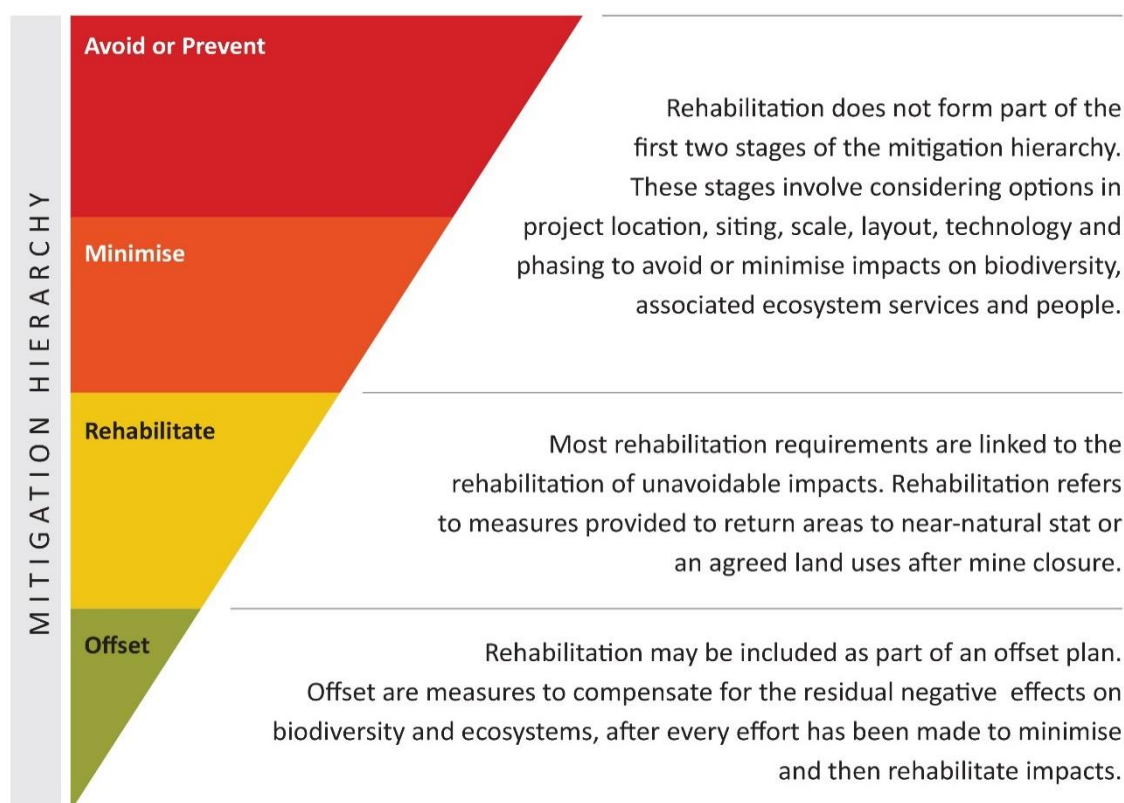 MITIGATION HIERARCHY
Avoid or Prevent
Rehabilitation does not form part of the
first two stages of the mitigation hierarchy.
These stages involve considering options in
project location, siting, scale, layout, technology and
phasing to avoid or minimise impacts on biodiversity,
associated ecosystem services and people.
Minimise
Rehabilitate
Most rehabilitation requirements are linked to the
rehabilitation of unavoidable impacts. Rehabilitation refers
to measures provided to return areas to near-natural stat or
an agreed land uses after mine closure.
Offset
Rehabilitation may be included as part of an offset plan.
Offset are measures to compensate for the residual negative effects on
biodiversity and ecosystems, after every effort has been made to minimise
and then rehabilitate impacts.